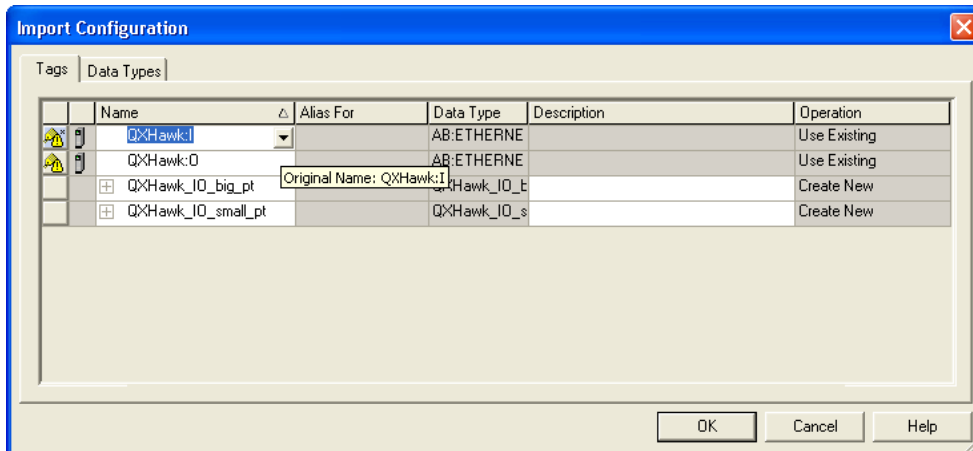 Import Configuration
Tags Data Types
Name Alias For Data Type Description Operation
QXHawk:I AB:ETHERNE Use Existing
QXHawk:O AB:ETHERNE Use Existing
Original Name: QXHawk:I
QXHawk_IO_big_pt QXHawk_IO_b Create New
QXHawk_IO_small_pt QXHawk_IO_s Create New
OK Cancel Help